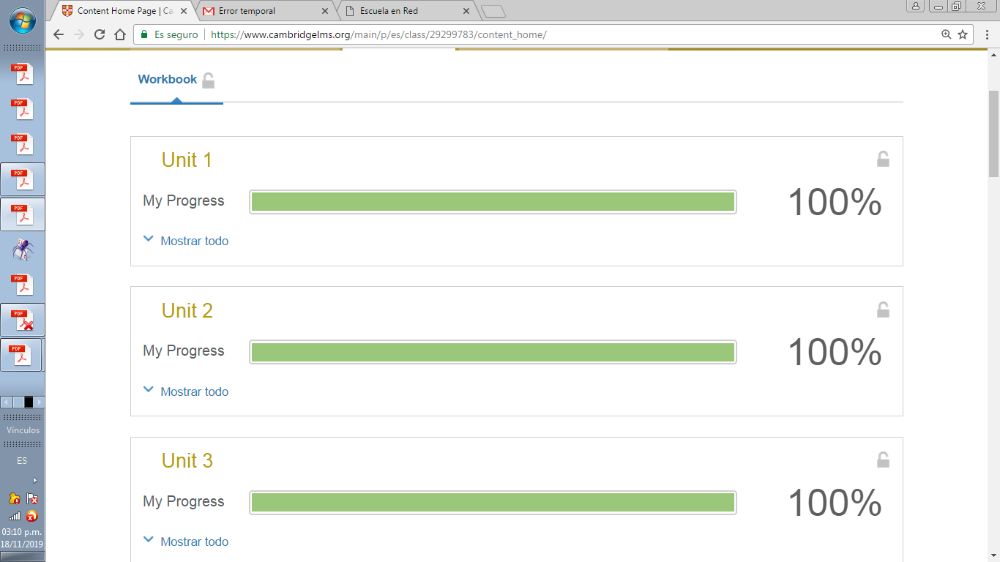 Content Home Page | Ca
Error temporal
Escuela en Red
Es seguro
https://www.cambridgelms.org/main/p/es/class/29299783/content_home/
Workbook
Unit 1
My Progress
100%
Mostrar todo
Unit 2
My Progress
100%
Mostrar todo
Unit 3
My Progress
100%
Mostrar todo
PDF
PDF
PDF
PDF
PDF
PDF
PDF
PDF
Vínculos
ES
03:10 p.m.
18/11/2019